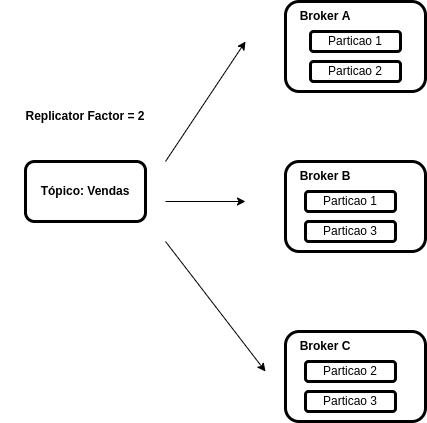 Broker A
Particao 1
Particao 2
Replicator Factor = 2
Tópico: Vendas
Broker B
Particao 1
Particao 3
Broker C
Particao 2
Particao 3